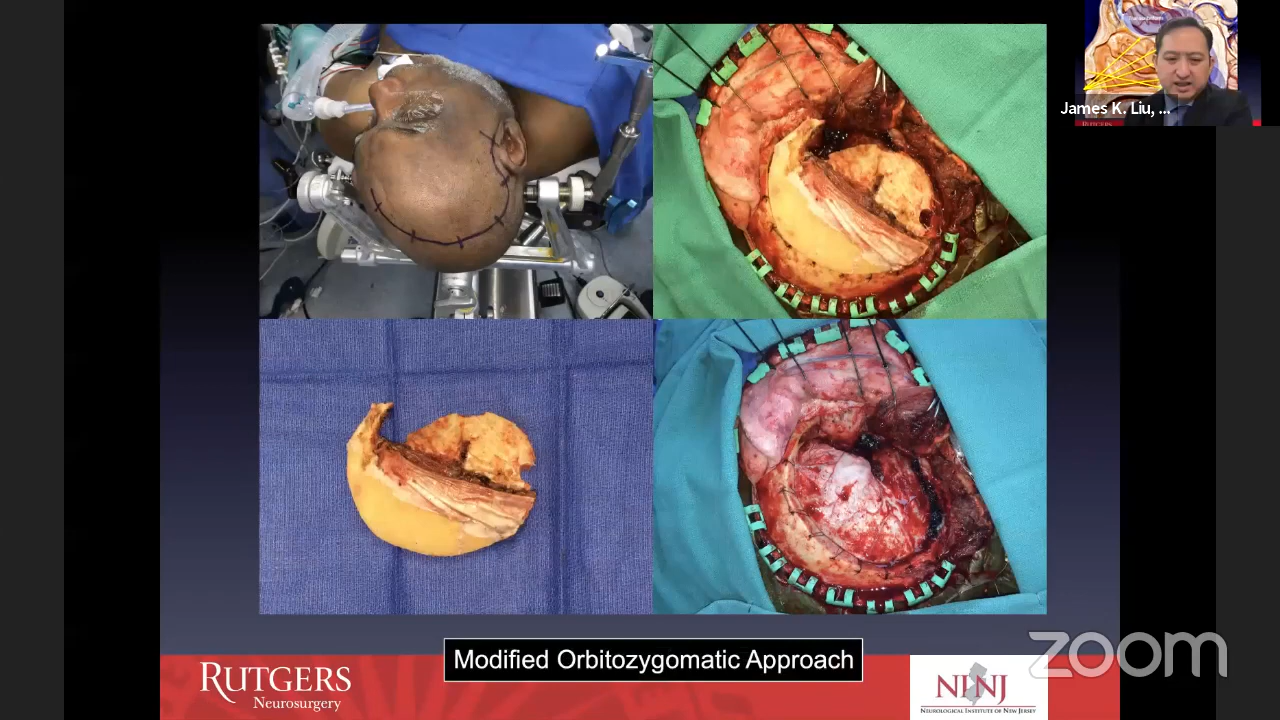 James K. Liu, ...
Modified Orbitozygomatic Approach
RUTGERS
Neurosurgery
NINJ
NEUROLOGICAL INSTITUTE OF NEW JERSEY
zoom